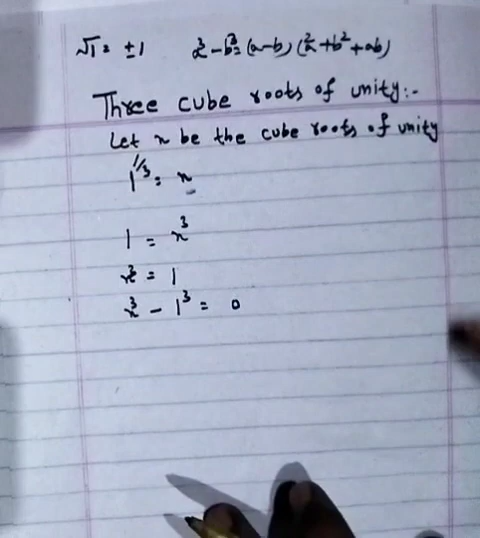 √1 = ±1 a³-b³= (a-b) (a²+b²+ab)
Three cube roots of unity:-
Let x be the cube roots of unity
1^1/3 = x
1 = x³
x³ = 1
x³ - 1³ = 0